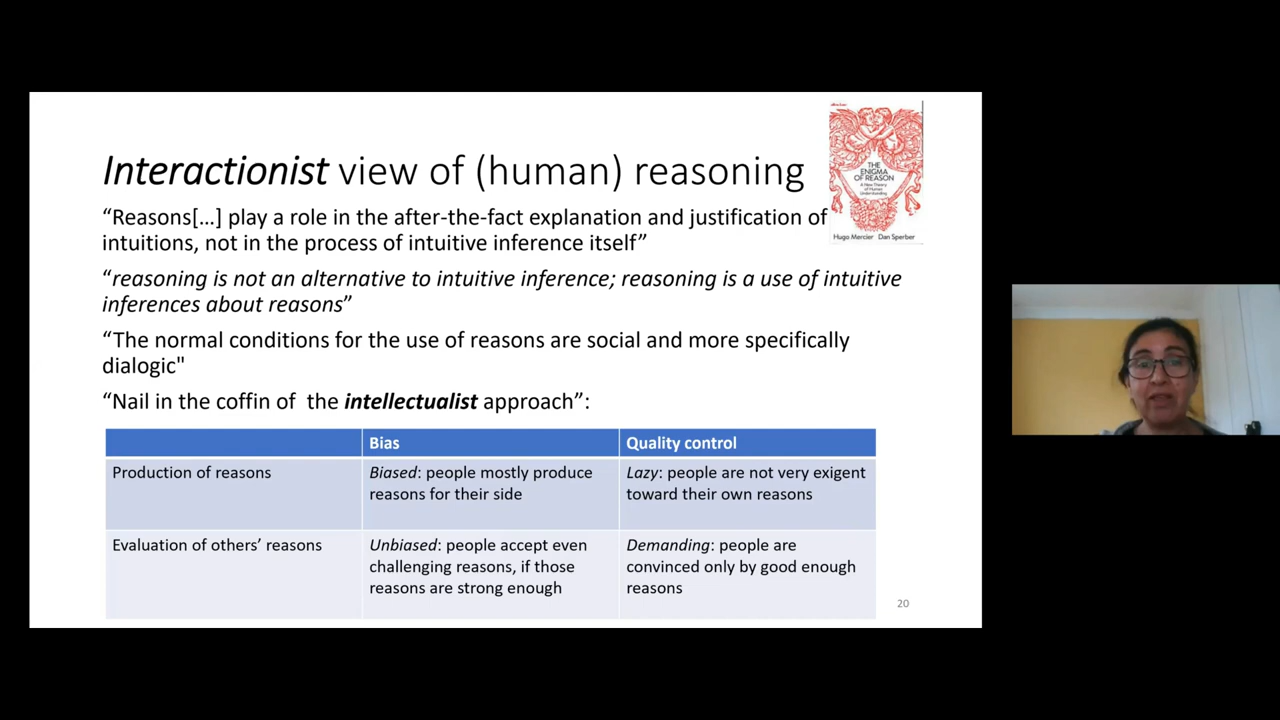 Interactionist view of (human) reasoning
THE
ENIGMA
OF REASON
A New Theory
of Human
Understanding
Hugo Mercier Dan Sperber
“Reasons[…] play a role in the after-the-fact explanation and justification of
intuitions, not in the process of intuitive inference itself”
“reasoning is not an alternative to intuitive inference; reasoning is a use of intuitive
inferences about reasons”
“The normal conditions for the use of reasons are social and more specifically
dialogic"
“Nail in the coffin of the intellectualist approach”:
Bias Quality control
Production of reasons
Biased: people mostly produce
reasons for their side
Lazy: people are not very exigent
toward their own reasons
Evaluation of others’ reasons
Unbiased: people accept even
challenging reasons, if those
reasons are strong enough
Demanding: people are
convinced only by good enough
reasons
20